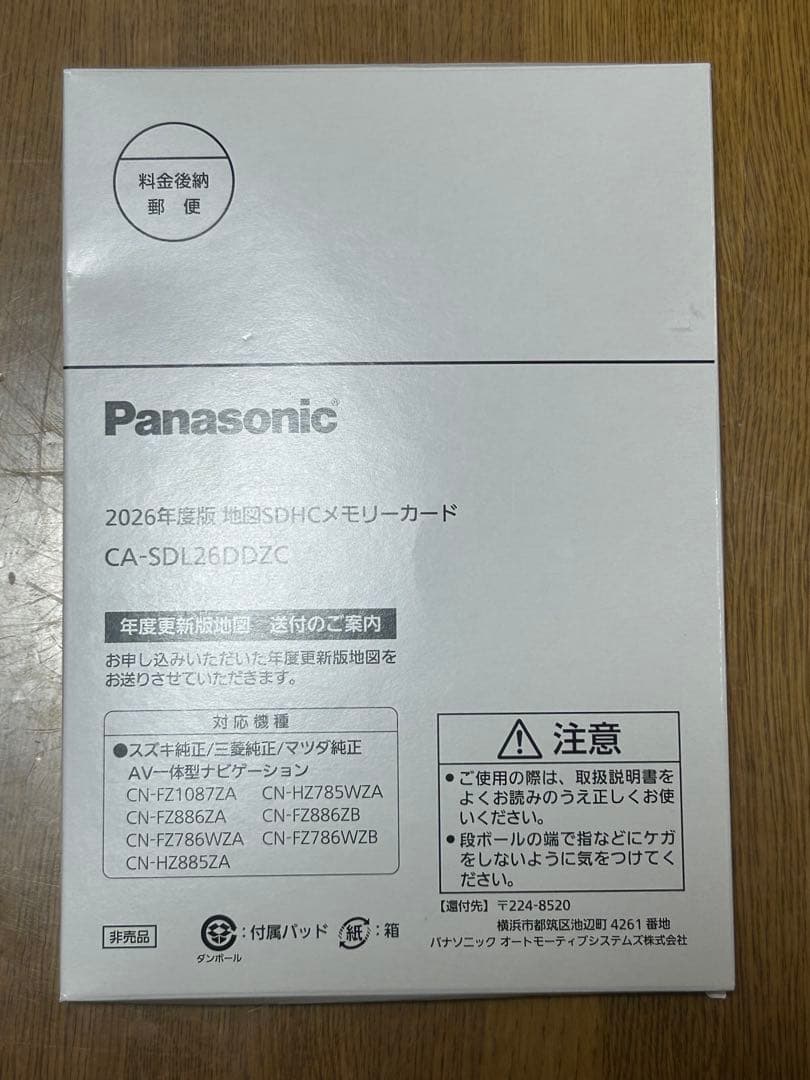 料金後納
郵 便
Panasonic®
2026年度版 地図SDHCメモリーカード
CA-SDL26DDZC
年度更新版地図 送付のご案内
お申し込みいただいた年度更新版地図を
お送りさせていただきます。
対応機種
●スズキ純正/三菱純正/マツダ純正
AV一体型ナビゲーション
CN-FZ1087ZA CN-HZ785WZA
CN-FZ886ZA CN-FZ886ZB
CN-FZ786WZA CN-FZ786WZB
CN-HZ885ZA
注意
●ご使用の際は、取扱説明書を
よくお読みのうえ正しくお使
いください。
●段ボールの端で指などにケガ
をしないように気をつけてく
ださい。
【還付先】〒224-8520
横浜市都筑区池辺町 4261 番地
パナソニック オートモーティブシステムズ株式会社
非売品
:付属パッド
ダンボール
紙:箱